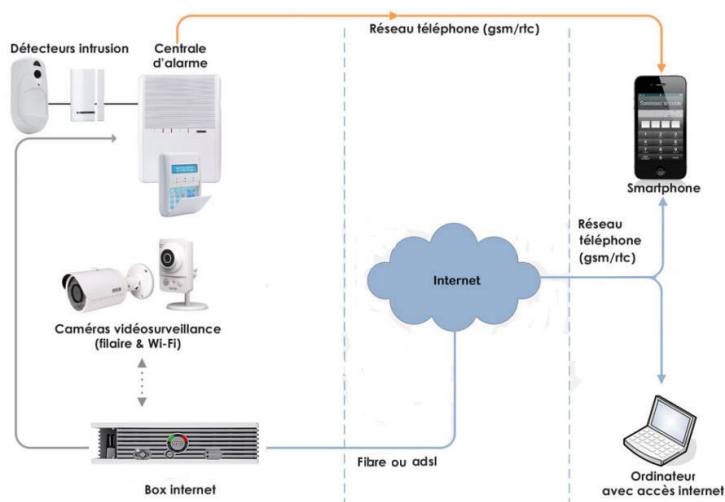 Réseau téléphone (gsm/rtc)
Détecteurs intrusion
Centrale
d'alarme
Smartphone
Réseau
téléphone
(gsm/rtc)
Internet
Caméras vidéosurveillance
(filaire & Wi-Fi)
Fibre ou adsl
Box internet
Ordinateur
avec accès internet